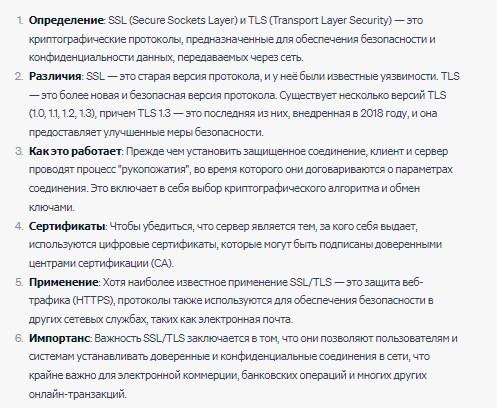 1. Определение: SSL (Secure Sockets Layer) и TLS (Transport Layer Security) — это
криптографические протоколы, предназначенные для обеспечения безопасности и
конфиденциальности данных, передаваемых через сеть.
2. Различия: SSL — это старая версия протокола, и у неё были известные уязвимости. TLS
— это более новая и безопасная версия протокола. Существует несколько версий TLS
(1.0, 1.1, 1.2, 1.3), причем TLS 1.3 — это последняя из них, внедренная в 2018 году, и она
предоставляет улучшенные меры безопасности.
3. Как это работает: Прежде чем установить защищенное соединение, клиент и сервер
проводят процесс "рукопожатия", во время которого они договариваются о параметрах
соединения. Это включает в себя выбор криптографического алгоритма и обмен
ключами.
4. Сертификаты: Чтобы убедиться, что сервер является тем, за кого себя выдает,
используются цифровые сертификаты, которые могут быть подписаны доверенными
центрами сертификации (CA).
5. Применение: Хотя наиболее известное применение SSL/TLS — это защита веб-
трафика (HTTPS), протоколы также используются для обеспечения безопасности в
других сетевых службах, таких как электронная почта.
6. Импортанс: Важность SSL/TLS заключается в том, что они позволяют пользователям и
системам устанавливать доверенные и конфиденциальные соединения в сети, что
крайне важно для электронной коммерции, банковских операций и многих других
онлайн-транзакций.